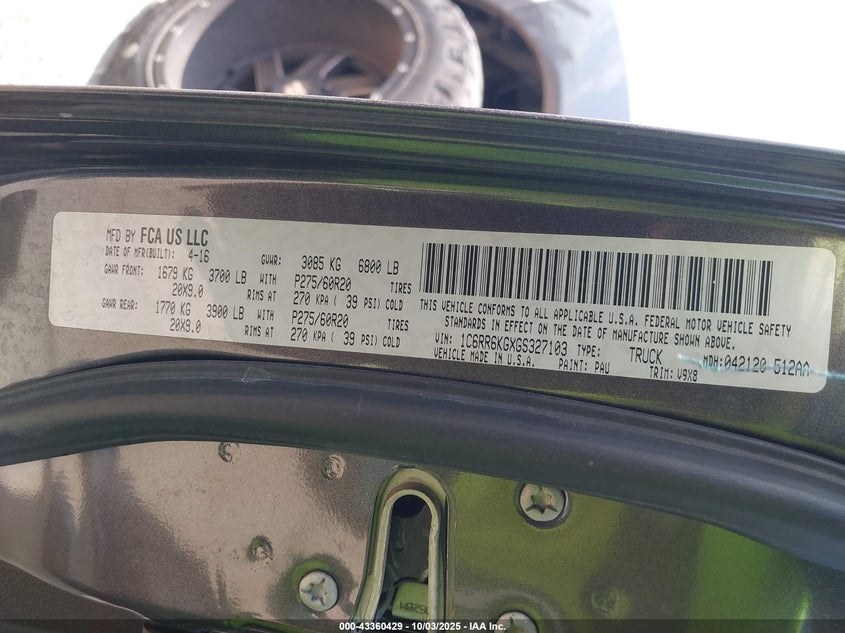 MFD BY FCA US LLC
DATE OF MFR(BUILT): 4-16 GVWR: 3085 KG 6800 LB
GAWR FRONT: 1679 KG 3700 LB WITH P275/60R20 TIRES
20X9.0 RIMS AT 270 KPA ( 39 PSI) COLD
GAWR REAR: 1770 KG 3900 LB WITH P275/60R20 TIRES
20X9.0 RIMS AT 270 KPA ( 39 PSI) COLD
THIS VEHICLE CONFORMS TO ALL APPLICABLE U.S.A. FEDERAL MOTOR VEHICLE SAFETY
STANDARDS IN EFFECT ON THE DATE OF MANUFACTURE SHOWN ABOVE.
VIN: 1C6RR6KGXGS327103 TYPE: TRUCK MDH:042120 512AA
VEHICLE MADE IN U.S.A. PAINT: PAU TRIM: V9X8
000-43360429 - 10/03/2025 - IAA Inc.